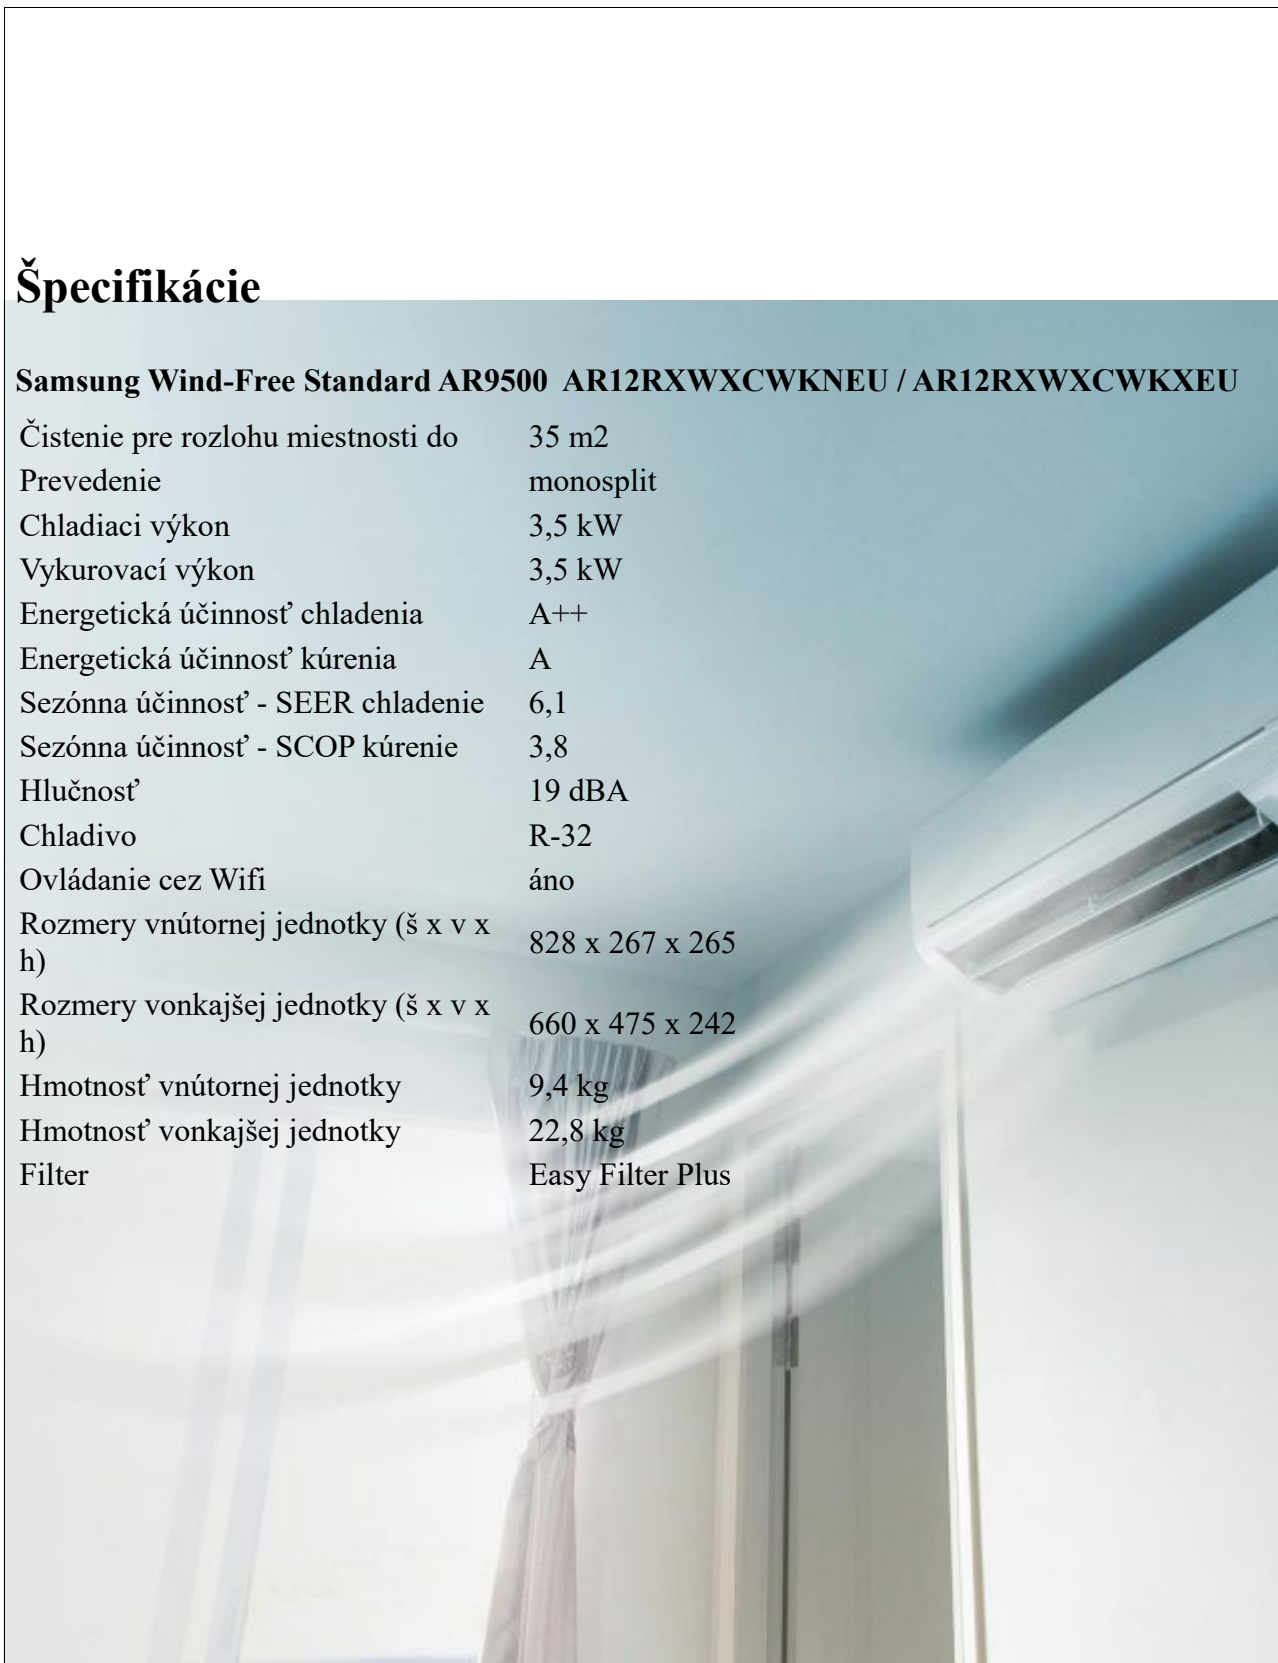 Špecifikácie
Samsung Wind-Free Standard AR9500  AR12RXWXCWKNEU / AR12RXWXCWKXEU
Čistenie pre rozlohu miestnosti do 35 m2
Prevedenie monosplit
Chladiaci výkon 3,5 kW
Vykurovací výkon 3,5 kW
Energetická účinnosť chladenia A++
Energetická účinnosť kúrenia A
Sezónna účinnosť - SEER chladenie 6,1
Sezónna účinnosť - SCOP kúrenie 3,8
Hlučnosť 19 dBA
Chladivo R-32
Ovládanie cez Wifi áno
Rozmery vnútornej jednotky (š x v x
h) 828 x 267 x 265
Rozmery vonkajšej jednotky (š x v x
h) 660 x 475 x 242
Hmotnosť vnútornej jednotky 9,4 kg
Hmotnosť vonkajšej jednotky 22,8 kg
Filter Easy Filter Plus